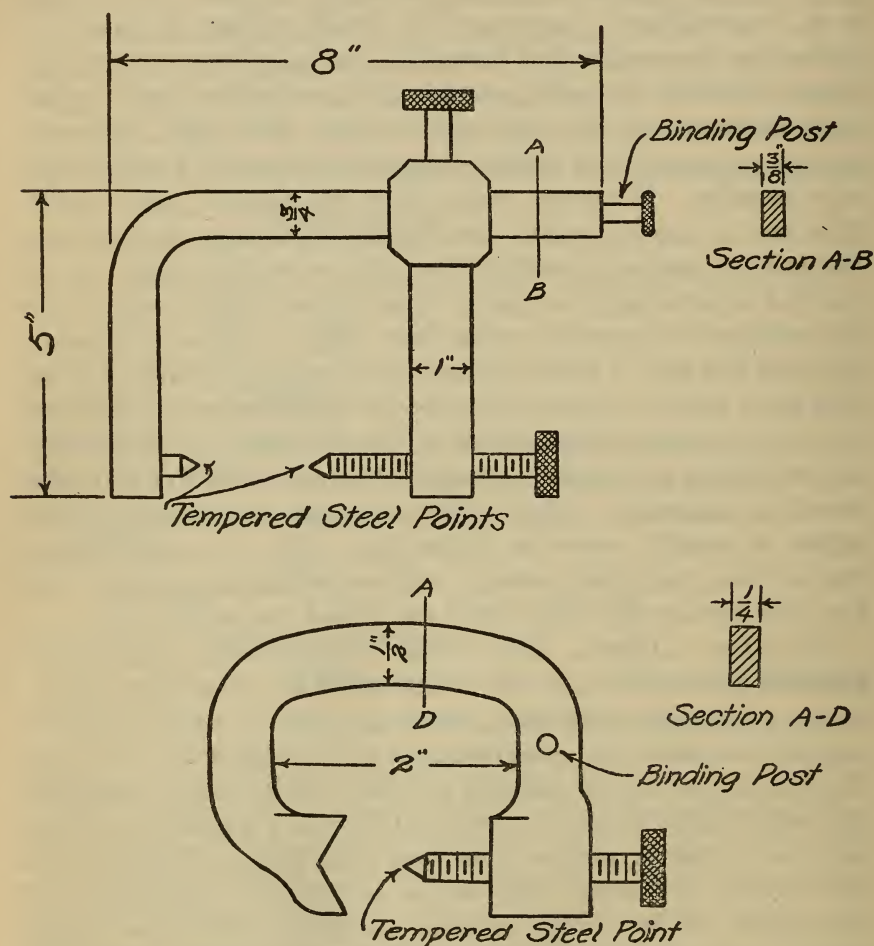 8"
A
Binding Post
3/8"
3/4
Section A-B
B
5"
1"
Tempered Steel Points
A
1/4
1"/2
D
Section A-D
2"
Binding Post
Tempered Steel Point